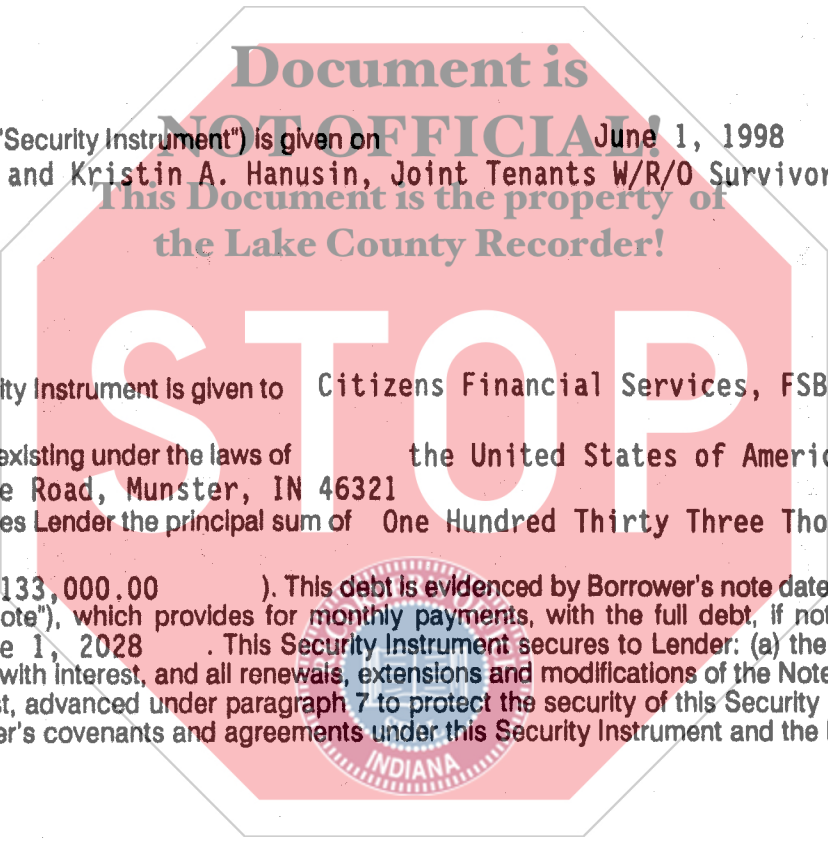 Document is
NOT OFFICIAL!
"Security Instrument") is given on June 1, 1998
and Kristin A. Hanusin, Joint Tenants W/R/O Survivor
This Document is the property of
the Lake County Recorder!
STOP
ity Instrument is given to Citizens Financial Services, FSB
existing under the laws of the United States of Americ
e Road, Munster, IN 46321
es Lender the principal sum of One Hundred Thirty Three Tho
133,000.00 ). This debt is evidenced by Borrower's note date
ote"), which provides for monthly payments, with the full debt, if not
e 1, 2028 . This Security Instrument secures to Lender: (a) the
with interest, and all renewals, extensions and modifications of the Note
st, advanced under paragraph 7 to protect the security of this Security
er's covenants and agreements under this Security Instrument and the
INDIANA